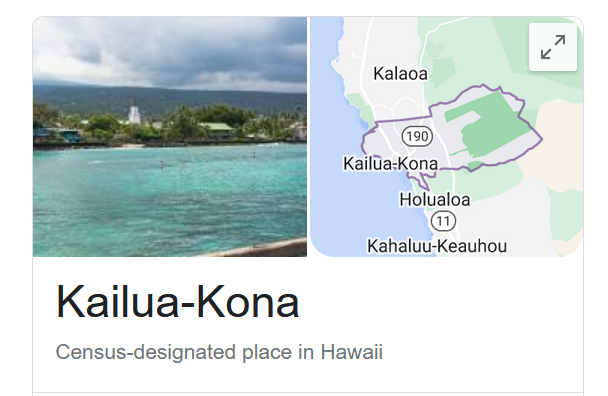 Kalaoa
190
Kailua-Kona
Holualoa
11
Kahaluu-Keauhou
Kailua-Kona
Census-designated place in Hawaii